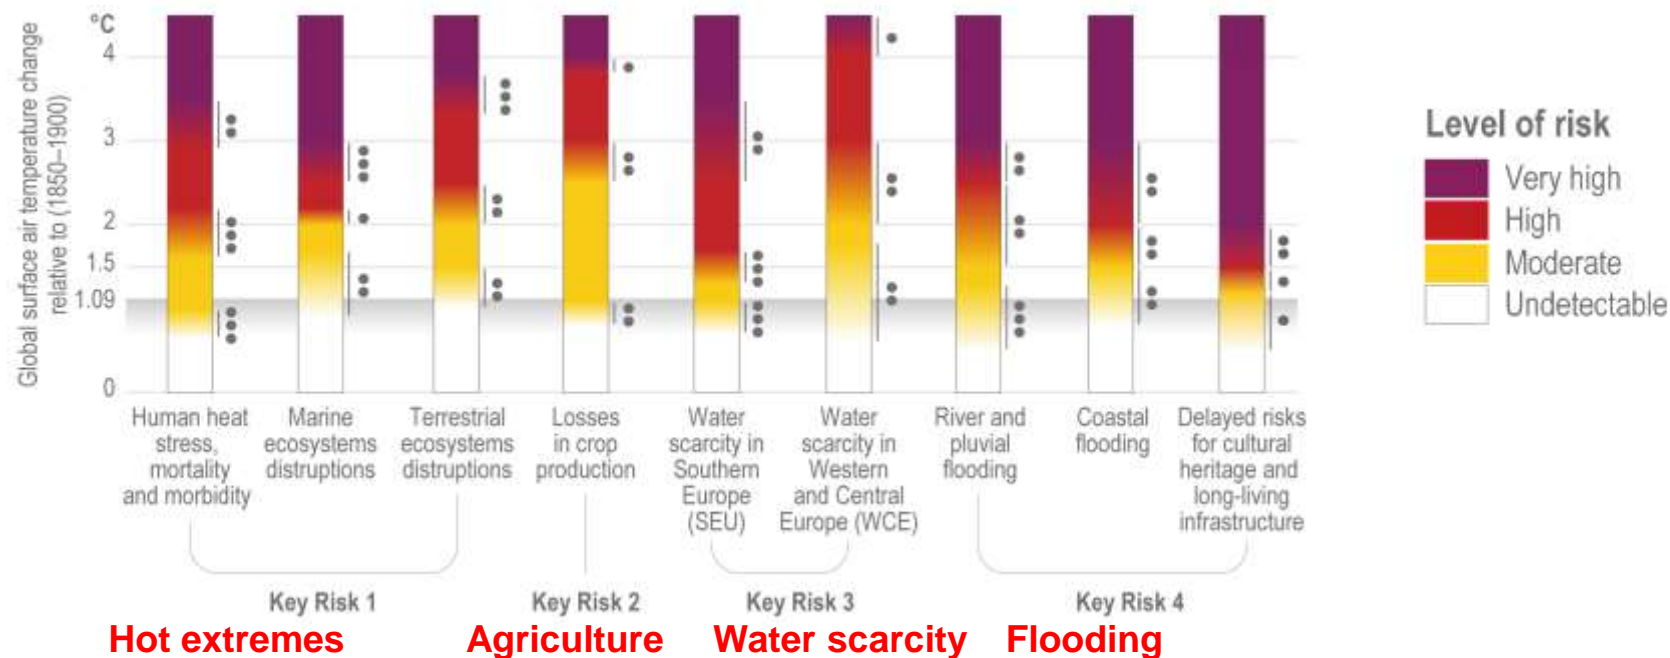 °C
Global surface air temperature change
relative to (1850–1900)
4
3
2
1.5
1.09
0
Human heat
stress,
mortality
and morbidity
Marine
ecosystems
distruptions
Terrestrial
ecosystems
distruptions
Losses
in crop
production
Water
scarcity in
Southern
Europe
(SEU)
Water
scarcity in
Western
and Central
Europe (WCE)
River and
pluvial
flooding
Coastal
flooding
Delayed risks
for cultural
heritage and
long-living
infrastructure
Key Risk 1
Key Risk 2
Key Risk 3
Key Risk 4
Hot extremes
Agriculture
Water scarcity
Flooding
Level of risk
Very high
High
Moderate
Undetectable